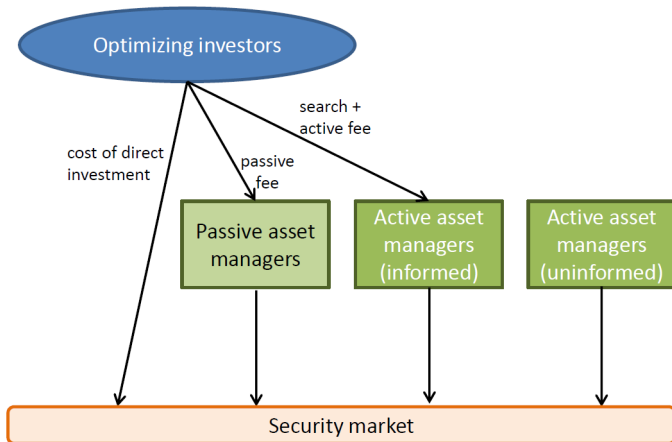 Optimizing investors
search +
active fee
cost of direct
investment
passive
fee
Passive asset
managers
Active asset
managers
(informed)
Active asset
managers
(uninformed)
Security market